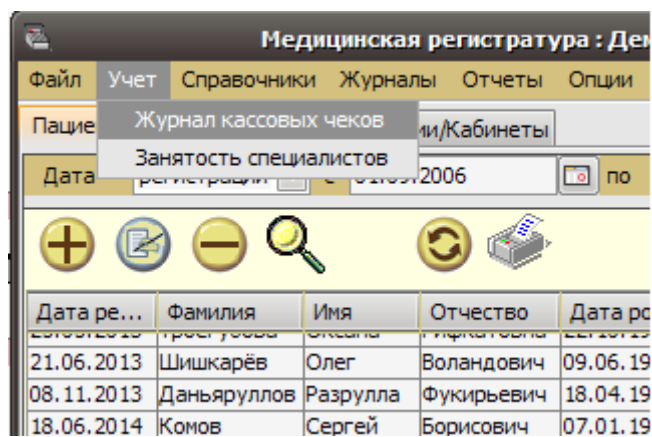 Медицинская регистратура : Дем
Файл Учет Справочники Журналы Отчеты Опции
Журнал кассовых чеков
Занятость специалистов
Пацие ии/Кабинеты
Дата регистрации с 01.09.2006 по
Дата ре... Фамилия Имя Отчество Дата ро
21.06.2013 Шишкарёв Олег Воландович 09.06.19
08.11.2013 Даньяруллов Разрулла Фукирьевич 18.04.19
18.06.2014 Комов Сергей Борисович 07.01.19